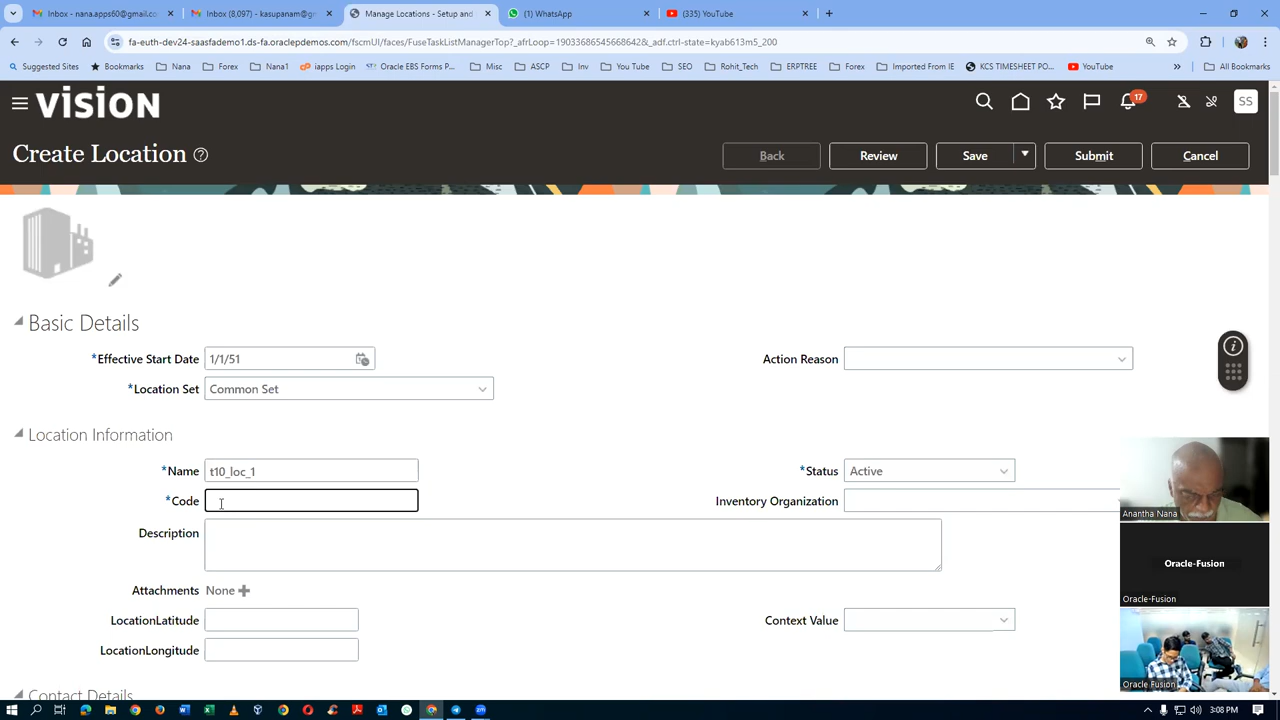 Inbox - nana.apps60@gmail.co
Inbox (8,097) - kasupanam@g
Manage Locations - Setup and
(1) WhatsApp
(335) YouTube
fa-euth-dev24-saasfademo1.ds-fa.oraclepdemos.com/fscmUI/faces/FuseTaskListManagerTop?_afrLoop=19033686545668642&_adf.ctrl-state=kyab613m5_200
Suggested Sites
Bookmarks
Nana
Forex
Nana1
iapps Login
Oracle EBS Forms P...
Misc
ASCP
Inv
You Tube
SEO
Rohit_Tech
ERPTREE
Forex
Imported From IE
KCS TIMESHEET PO...
YouTube
All Bookmarks
VISION
17
SS
Create Location
Back
Review
Save
Submit
Cancel
Basic Details
*Effective Start Date 1/1/51
Action Reason
*Location Set Common Set
Location Information
*Name t10_loc_1
*Status Active
*Code
Inventory Organization
Description
Attachments None
LocationLatitude
Context Value
LocationLongitude
Contact Details
Anantha Nana
Oracle-Fusion
Oracle-Fusion
Oracle Fusion
3:08 PM